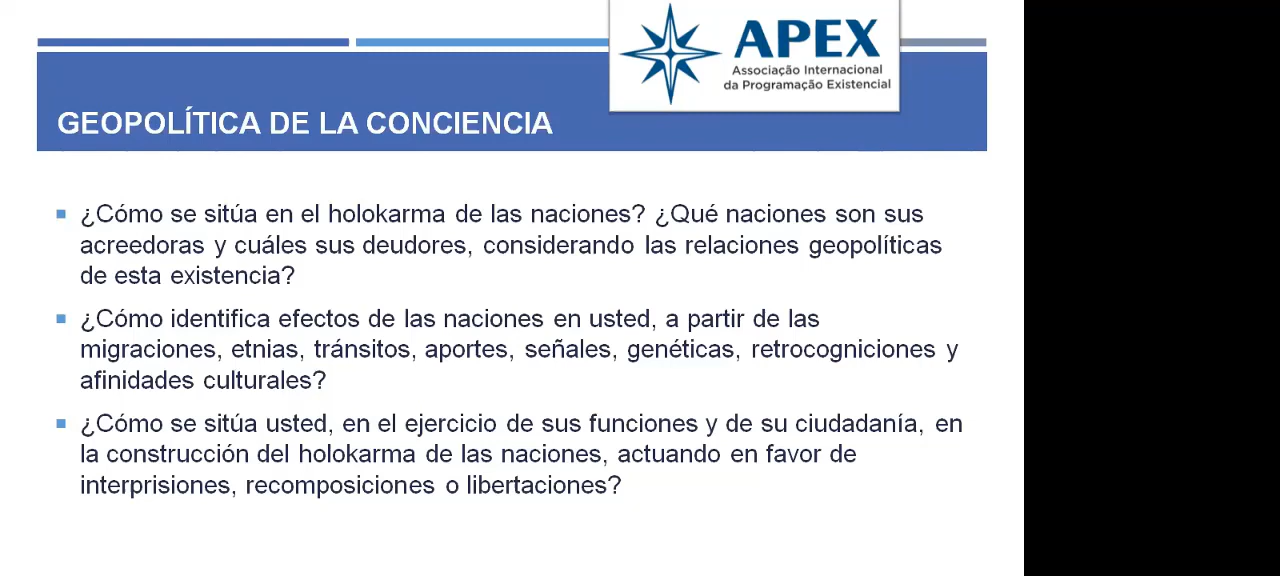 APEX
Associação Internacional
da Programação Existencial
GEOPOLÍTICA DE LA CONCIENCIA
¿Cómo se sitúa en el holokarma de las naciones? ¿Qué naciones son sus
acreedoras y cuáles sus deudores, considerando las relaciones geopolíticas
de esta existencia?
¿Cómo identifica efectos de las naciones en usted, a partir de las
migraciones, etnias, tránsitos, aportes, señales, genéticas, retrocogniciones y
afinidades culturales?
¿Cómo se sitúa usted, en el ejercicio de sus funciones y de su ciudadanía, en
la construcción del holokarma de las naciones, actuando en favor de
interprisiones, recomposiciones o libertaciones?